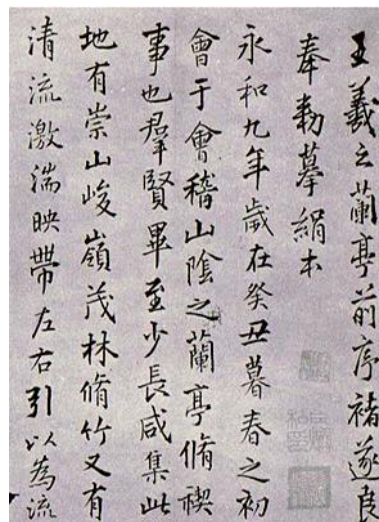 王羲之蘭亭前序褚遂良
奉勑摹絹本
永和九年歲在癸丑暮春之初
會于會稽山陰之蘭亭脩禊
事也羣賢畢至少長咸集此
地有崇山峻嶺茂林脩竹又有
清流激湍映帶左右引以為流